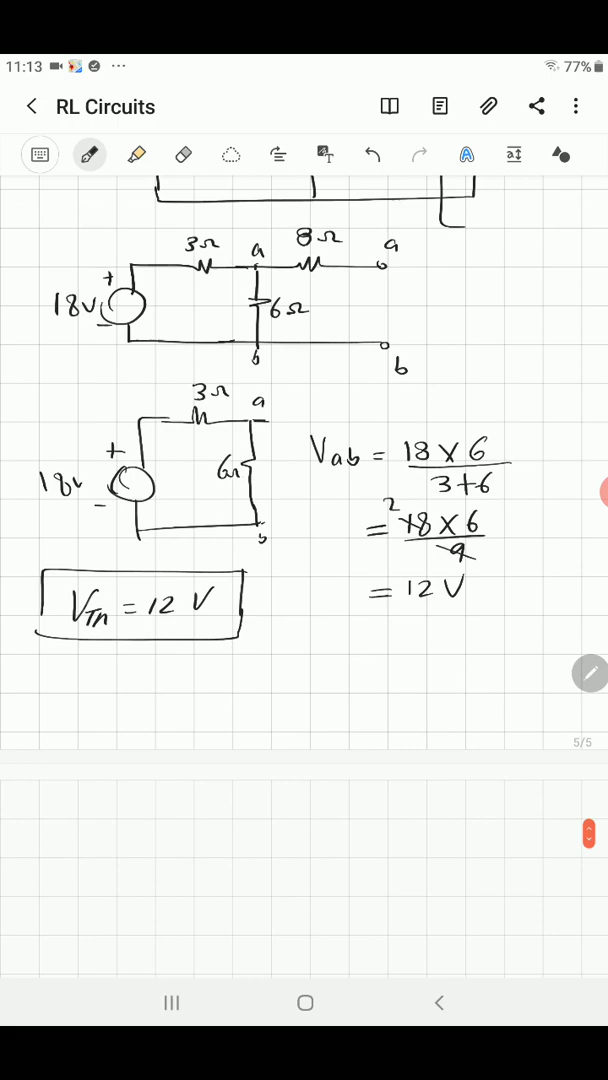 11:13 77%
RL Circuits
3Ω a 8Ω a
+
18V 6Ω
-
b b
3Ω a
+
18V 6Ω
-
b
Vab = 18 X 6
3+6
= 2 18 X 6
9
= 12 V
VTh = 12 V
5/5